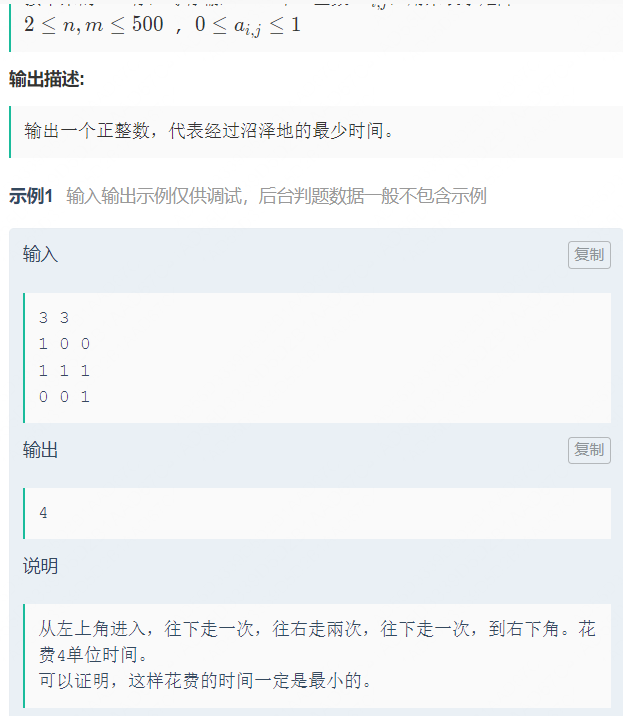 2 ≤ n, m ≤ 500 ，0 ≤ a_{i,j} ≤ 1
输出描述:
输出一个正整数，代表经过沼泽地的最少时间。
示例1 输入输出示例仅供调试，后台判题数据一般不包含示例
输入
复制
3 3
1 0 0
1 1 1
0 0 1
输出
复制
4
说明
从左上角进入，往下走一次，往右走兩次，往下走一次，到右下角。花
费4单位时间。
可以证明，这样花费的时间一定是最小的。